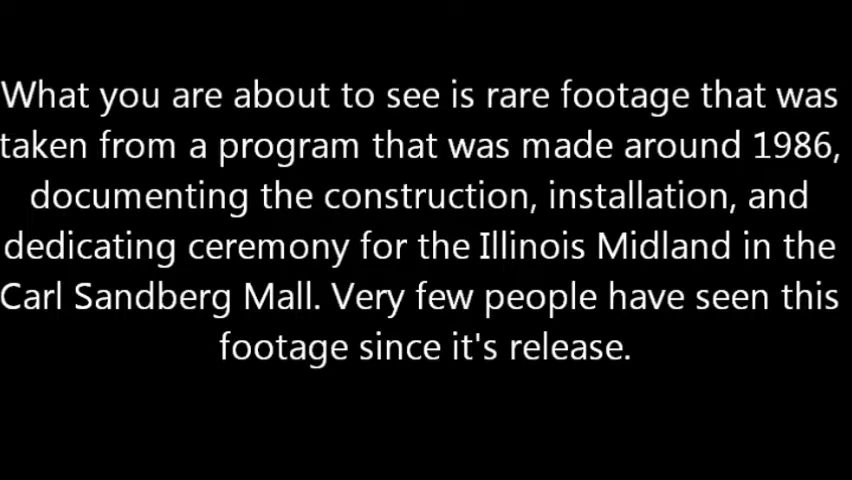 What you are about to see is rare footage that was
taken from a program that was made around 1986,
documenting the construction, installation, and
dedicating ceremony for the Illinois Midland in the
Carl Sandberg Mall. Very few people have seen this
footage since it's release.